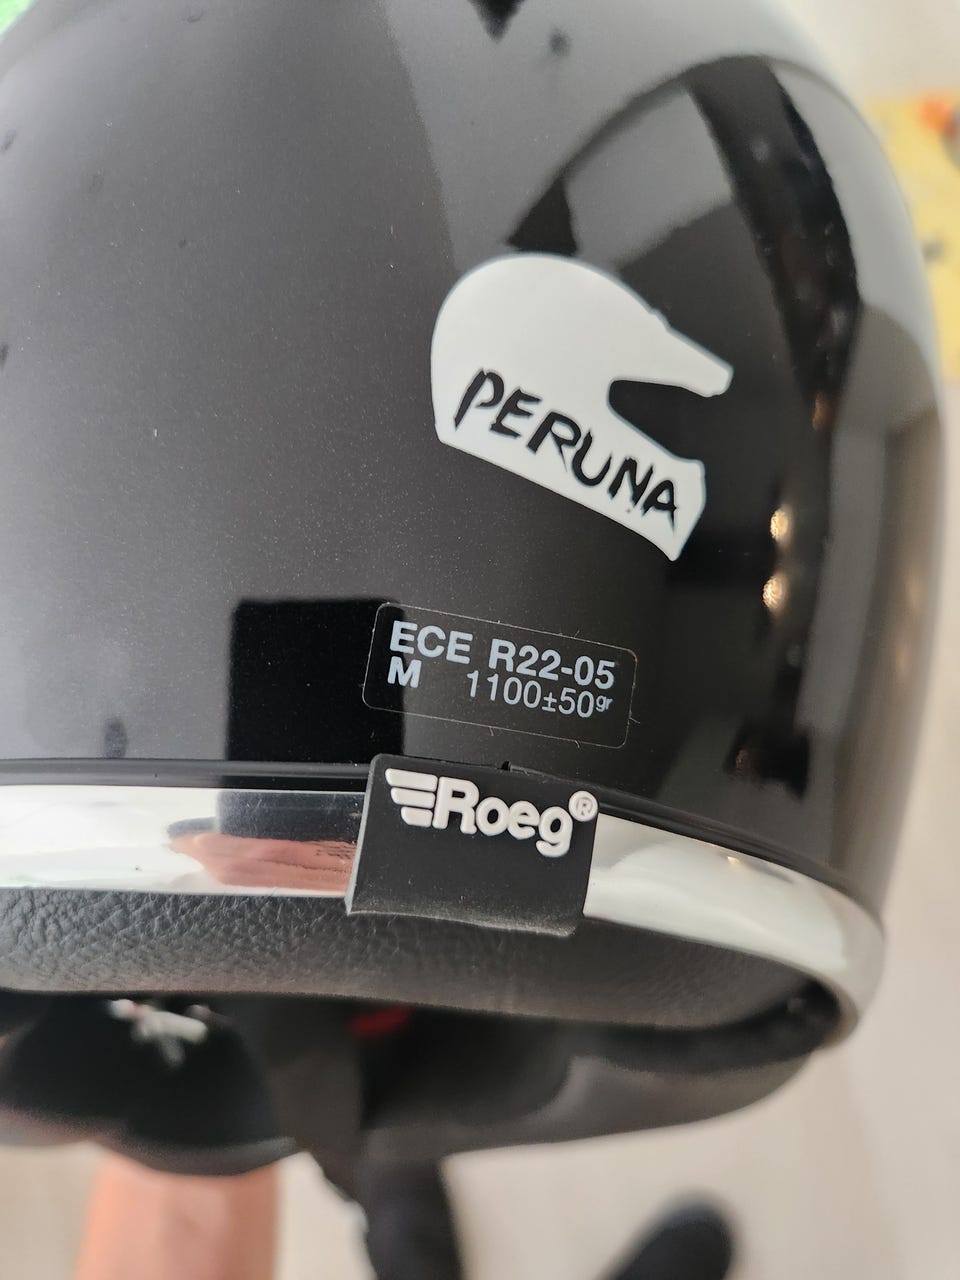 PERUNA
ECE R22-05
M 1100±50gr
Roeg®